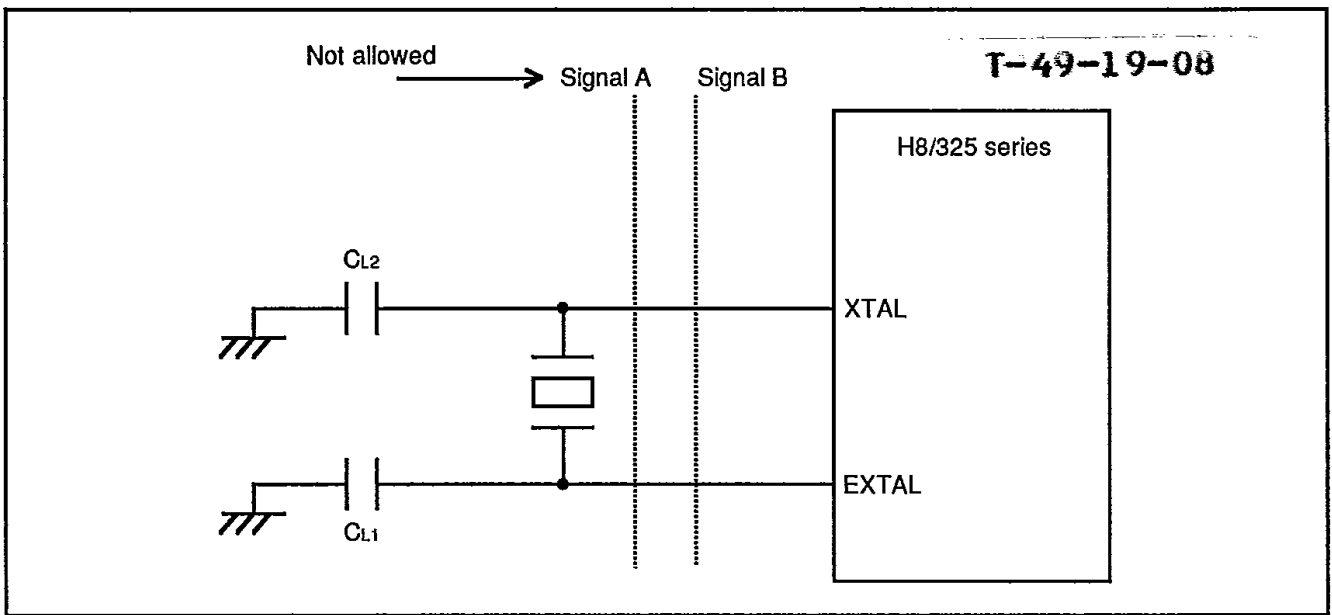 Not allowed
Signal A
Signal B
T-49-19-08
H8/325 series
CL2
XTAL
EXTAL
CL1